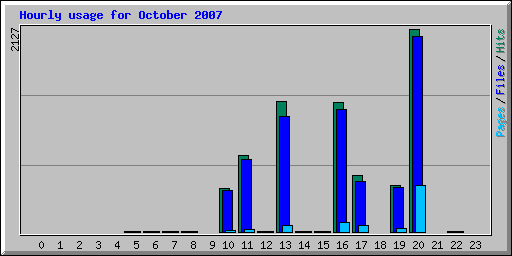 Hourly usage for October 2007
2127
Pages / Files / Hits
0 1 2 3 4 5 6 7 8 9 10 11 12 13 14 15 16 17 18 19 20 21 22 23